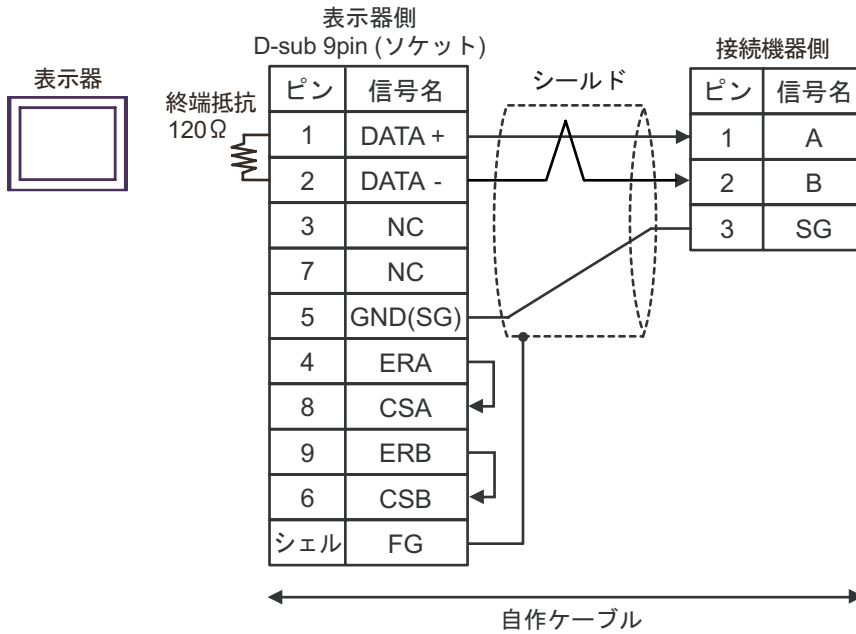 表示器側
D-sub 9pin (ソケット)
接続機器側
表示器
終端抵抗
120Ω
シールド
ピン 信号名
1 DATA +
2 DATA -
3 NC
7 NC
5 GND(SG)
4 ERA
8 CSA
9 ERB
6 CSB
シェル FG
ピン 信号名
1 A
2 B
3 SG
自作ケーブル